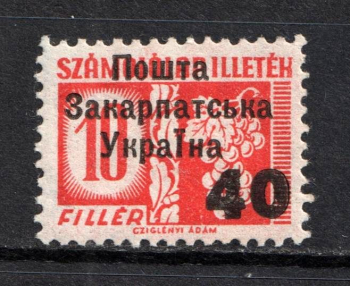 SZÁM ILLETÉK
Пошта
Закарпатська
Україна
10
40
FILLÉR
CZIGLÉNYI ÁDÁM